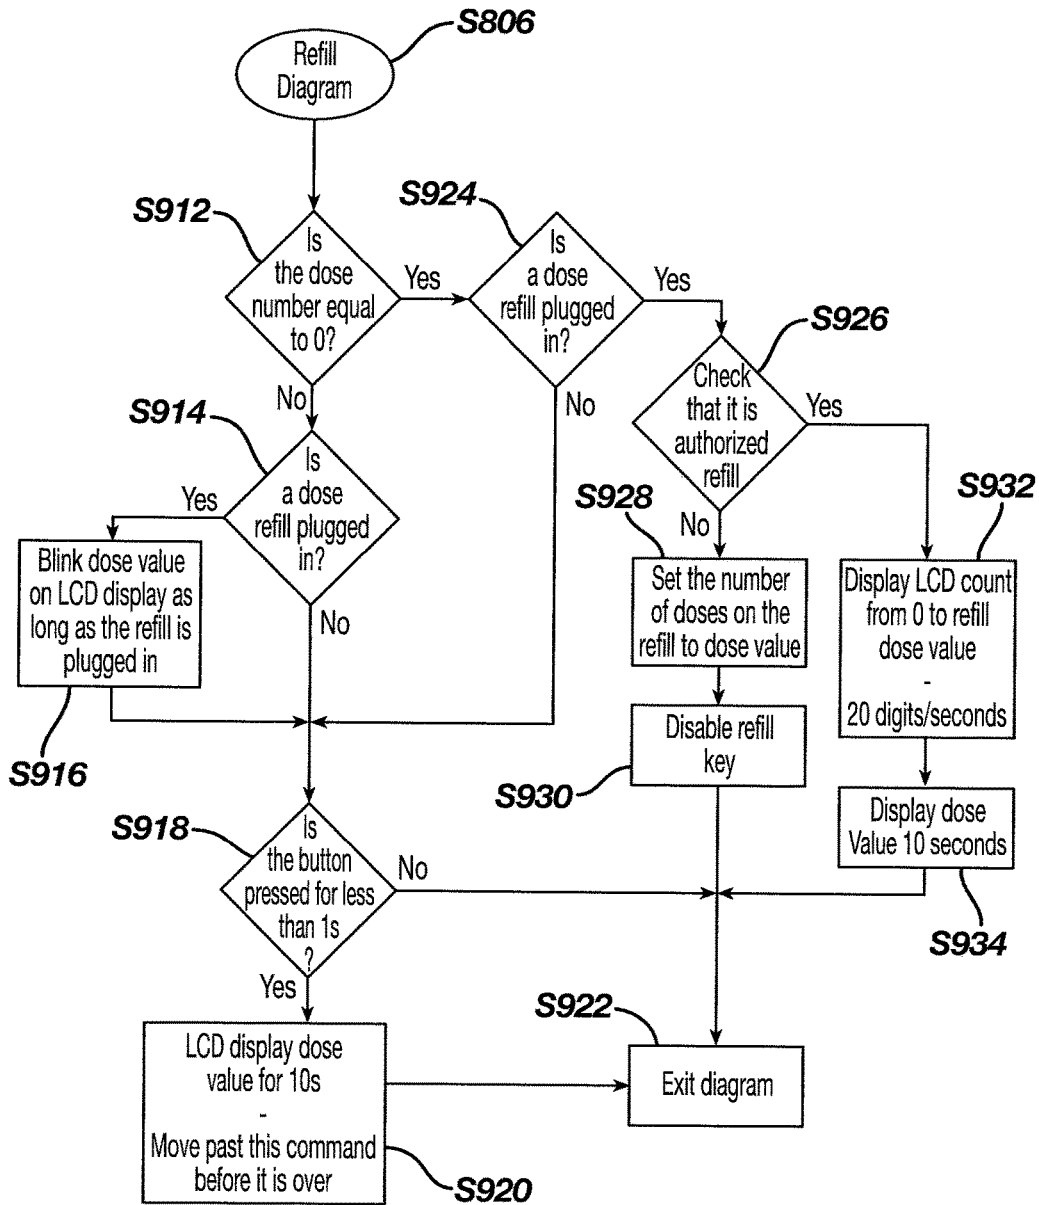 S806
Refill
Diagram
S912
Is
the dose
number equal
to 0?
Yes
No
S924
Is
a dose
refill plugged
in?
Yes
No
S926
Check
that it is
authorized
refill
Yes
No
S914
Is
a dose
refill plugged
in?
Yes
No
Blink dose value
on LCD display as
long as the refill is
plugged in
S916
S928
Set the number
of doses on the
refill to dose value
S932
Display LCD count
from 0 to refill
dose value
-
20 digits/seconds
Disable refill
key
S930
Display dose
Value 10 seconds
S934
S918
Is
the button
pressed for less
than 1s
?
No
Yes
S922
Exit diagram
LCD display dose
value for 10s
-
Move past this command
before it is over
S920